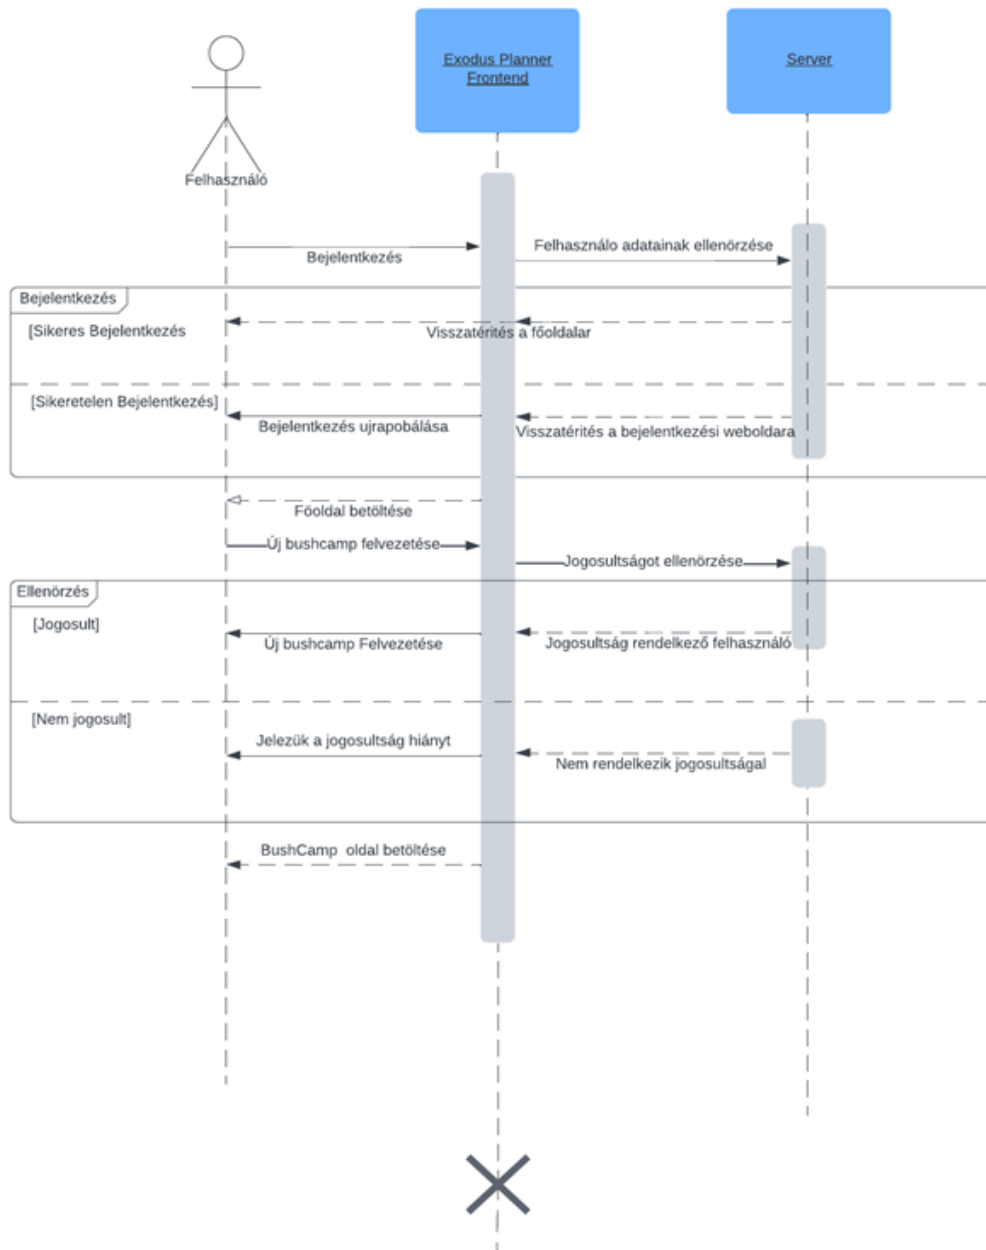 Exodus Planner
Frontend
Server
Felhasználó
Bejelentkezés
Felhasználo adatainak ellenörzése
Bejelentkezés
[Sikeres Bejelentkezés
Visszatérités a főoldalar
[Sikeretelen Bejelentkezés]
Bejelentkezés ujrapobálása
Visszatérités a bejelentkezési weboldara
Föoldal betöltése
Új bushcamp felvezetése
Jogosultságot ellenörzése
Ellenörzés
[Jogosult]
Új bushcamp Felvezetése
Jogosultság rendelkező felhasználó
[Nem jogosult]
Jelezük a jogosultság hiányt
Nem rendelkezik jogosultságal
BushCamp oldal betöltése